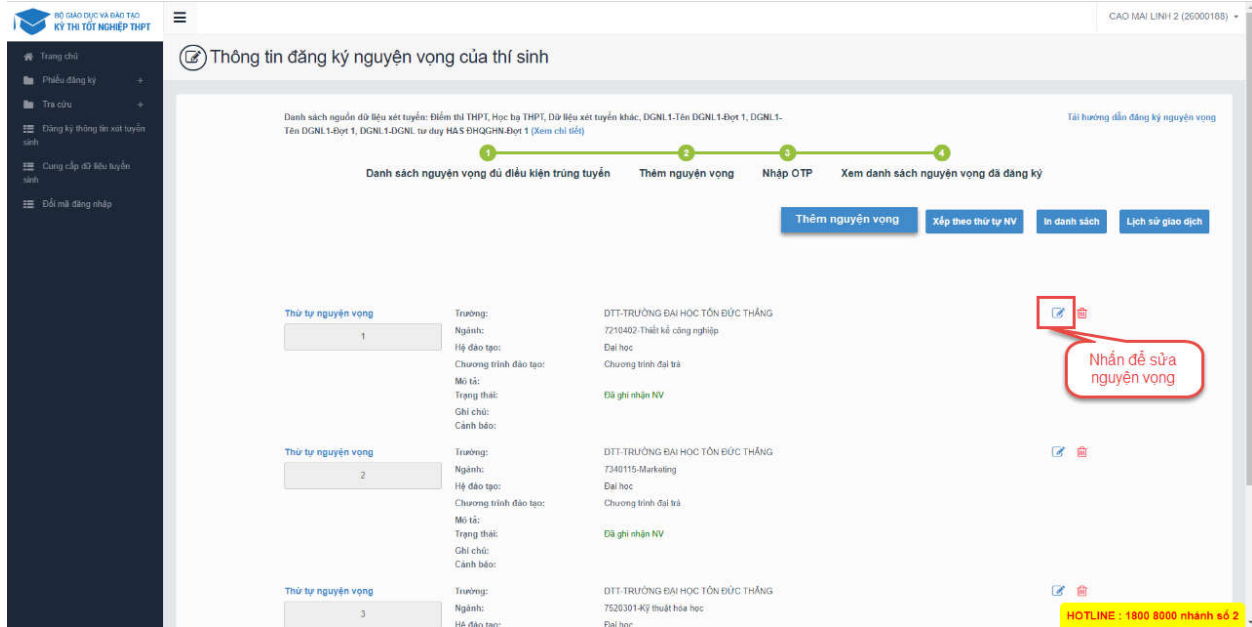 BỘ GIÁO DỤC VÀ ĐÀO TẠO
KỲ THI TỐT NGHIỆP THPT
CAO MAI LINH 2 (26000188)
Trang chủ
Phiếu đăng ký +
Tra cứu +
Đăng ký thông tin xét tuyển
sinh
Cung cấp dữ liệu tuyển
sinh
Đổi mã đăng nhập
Thông tin đăng ký nguyện vọng của thí sinh
Danh sách nguồn dữ liệu xét tuyển: Điểm thi THPT, Học bạ THPT, Dữ liệu xét tuyển khác, DGNL1-Tên DGNL1-Đợt 1, DGNL1-
Tên DGNL1-Đợt 1, DGNL1-DGNL tư duy HAS ĐHQGHN-Đợt 1 (Xem chi tiết)
Tải hướng dẫn đăng ký nguyện vọng
1 2 3 4
Danh sách nguyện vọng đủ điều kiện trúng tuyển Thêm nguyện vọng Nhập OTP Xem danh sách nguyện vọng đã đăng ký
Thêm nguyện vọng Xếp theo thứ tự NV In danh sách Lịch sử giao dịch
Thứ tự nguyện vọng
1
Trường: DTT-TRƯỜNG ĐẠI HỌC TÔN ĐỨC THẮNG
Ngành: 7210402-Thiết kế công nghiệp
Hệ đào tạo: Đại học
Chương trình đào tạo: Chương trình đại trà
Mô tả:
Trạng thái: Đã ghi nhận NV
Ghi chú:
Cảnh báo:
Nhấn để sửa
nguyện vọng
Thứ tự nguyện vọng
2
Trường: DTT-TRƯỜNG ĐẠI HỌC TÔN ĐỨC THẮNG
Ngành: 7340115-Marketing
Hệ đào tạo: Đại học
Chương trình đào tạo: Chương trình đại trà
Mô tả:
Trạng thái: Đã ghi nhận NV
Ghi chú:
Cảnh báo:
Thứ tự nguyện vọng
3
Trường: DTT-TRƯỜNG ĐẠI HỌC TÔN ĐỨC THẮNG
Ngành: 7520301-Kỹ thuật hóa học
Hệ đào tạo: Đại học
HOTLINE : 1800 8000 nhánh số 2